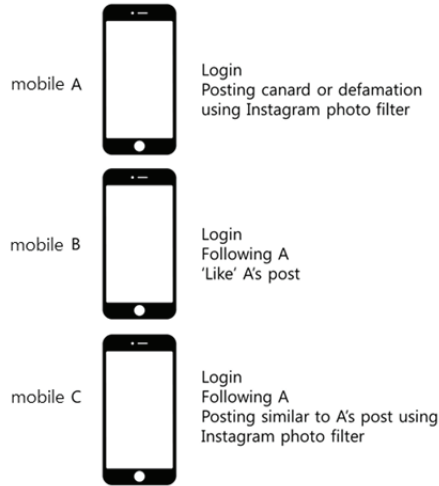 mobile A
Login
Posting canard or defamation
using Instagram photo filter
mobile B
Login
Following A
‘Like’ A’s post
mobile C
Login
Following A
Posting similar to A’s post using
Instagram photo filter